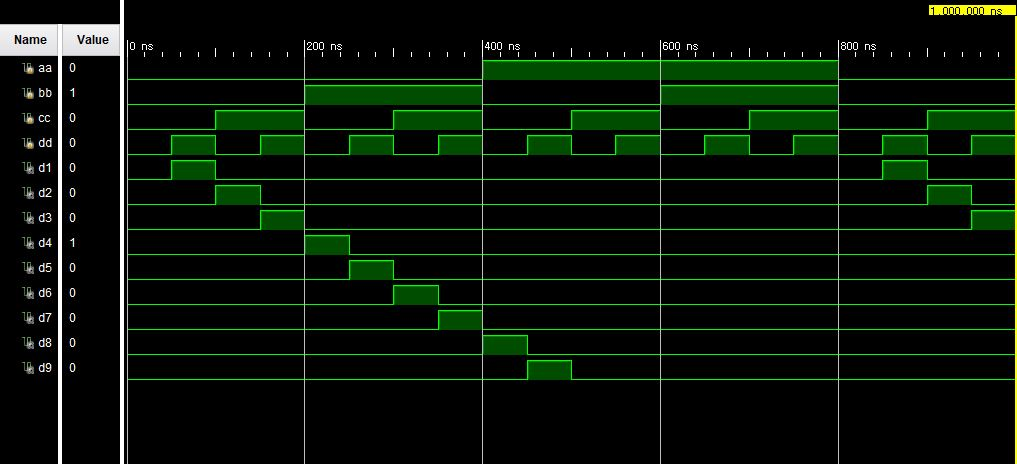 1,000.000 ns
Name Value
0 ns 200 ns 400 ns 600 ns 800 ns
aa 0
bb 1
cc 0
dd 0
d1 0
d2 0
d3 0
d4 1
d5 0
d6 0
d7 0
d8 0
d9 0